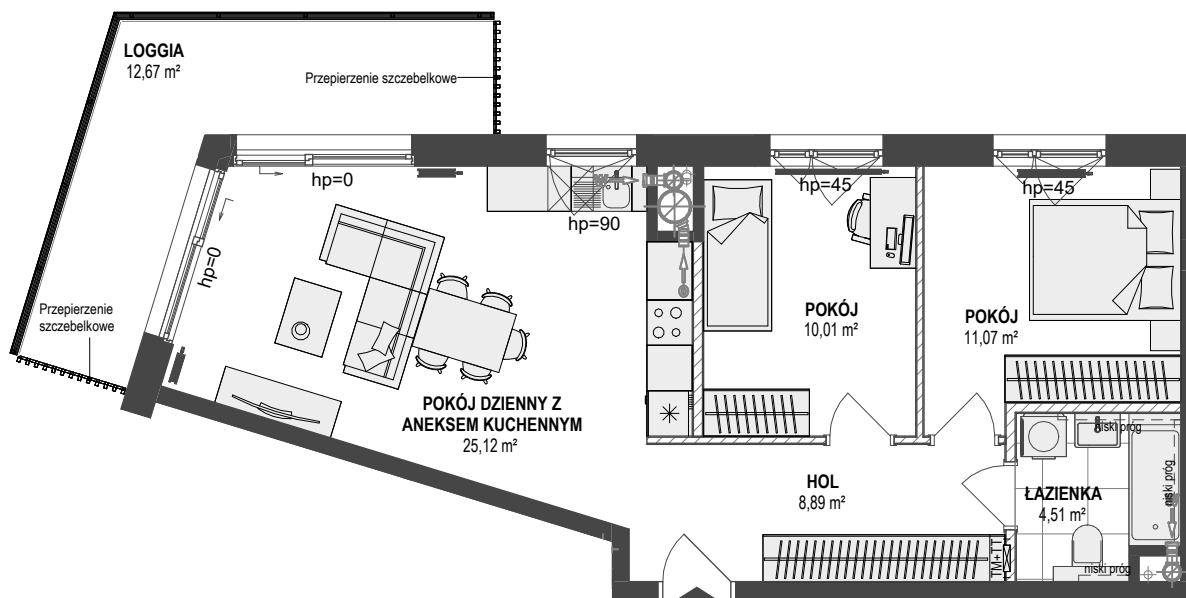 LOGGIA
12,67 m²
Przepierzenie szczebelkowe
hp=0
hp=90
hp=45
hp=45
hp=0
Przepierzenie
szczebelkowe
POKÓJ
10,01 m²
POKÓJ
11,07 m²
POKÓJ DZIENNY Z
ANEKSEM KUCHENNYM
25,12 m²
HOL
8,89 m²
ŁAZIENKA
4,51 m²
niski próg
niski próg
niski próg
TM+TT